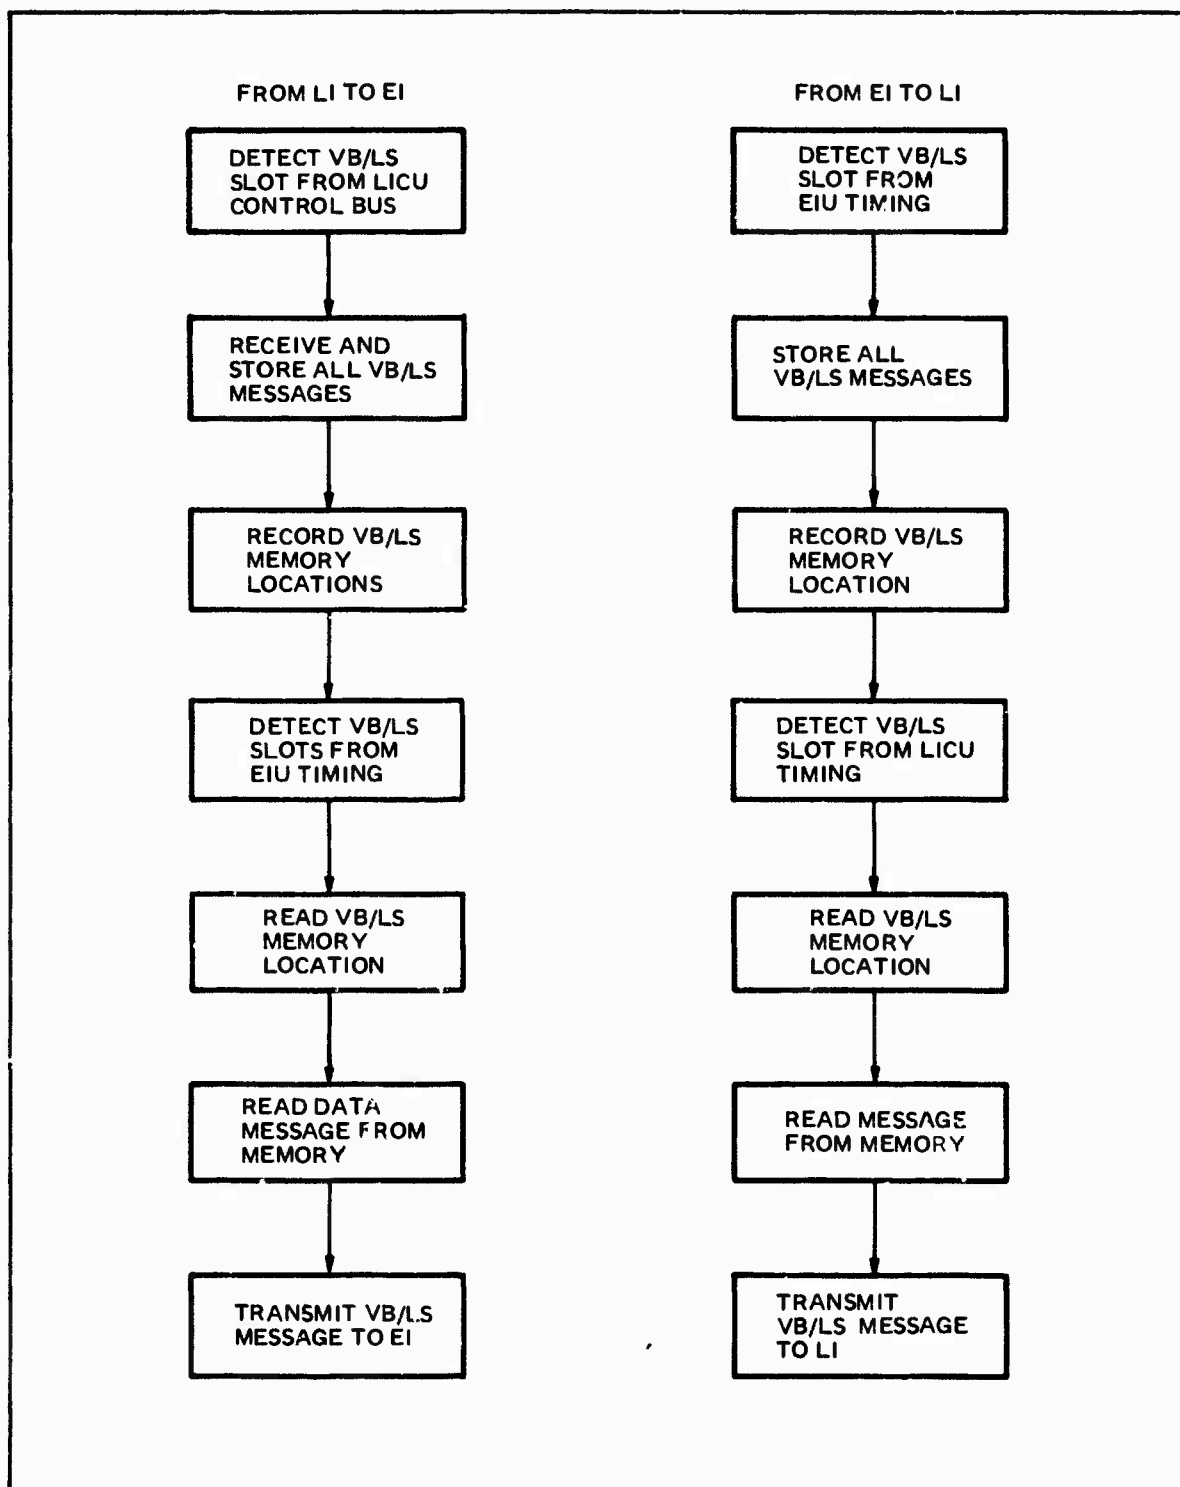 FROM LI TO EI
DETECT VB/LS
SLOT FROM LICU
CONTROL BUS
RECEIVE AND
STORE ALL VB/LS
MESSAGES
RECORD VB/LS
MEMORY
LOCATIONS
DETECT VB/LS
SLOTS FROM
EIU TIMING
READ VB/LS
MEMORY
LOCATION
READ DATA
MESSAGE FROM
MEMORY
TRANSMIT VB/LS
MESSAGE TO EI
FROM EI TO LI
DETECT VB/LS
SLOT FROM
EIU TIMING
STORE ALL
VB/LS MESSAGES
RECORD VB/LS
MEMORY
LOCATION
DETECT VB/LS
SLOT FROM LICU
TIMING
READ VB/LS
MEMORY
LOCATION
READ MESSAGE
FROM MEMORY
TRANSMIT
VB/LS MESSAGE
TO LI